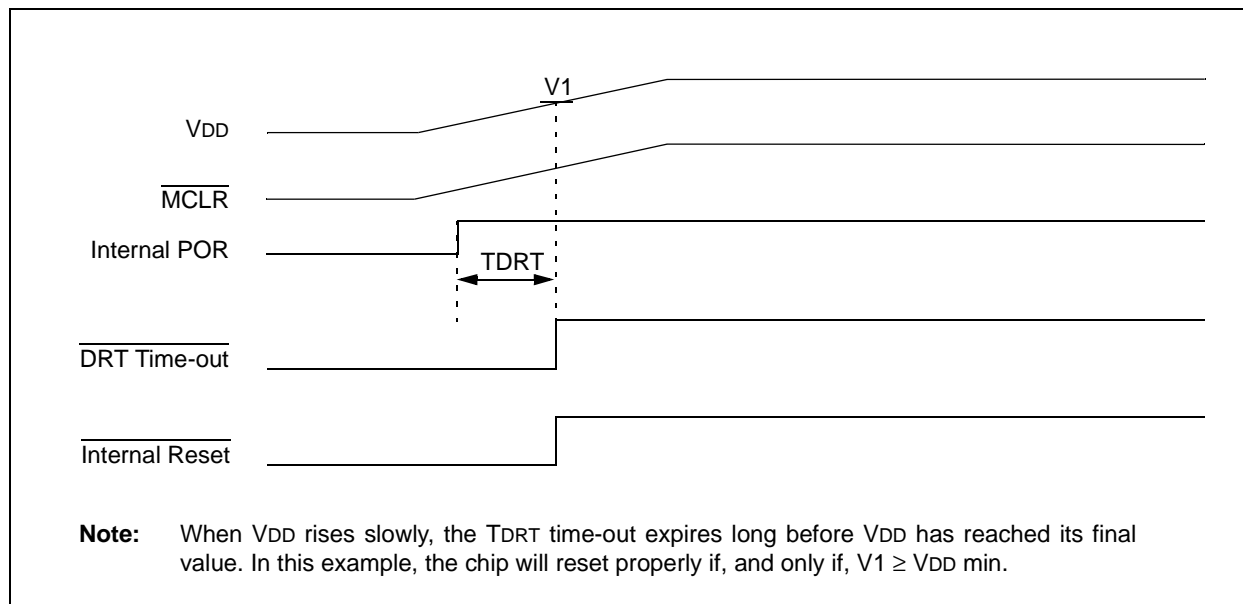 V1
VDD
MCLR
Internal POR
TDRT
DRT Time-out
Internal Reset
Note: When VDD rises slowly, the TDRT time-out expires long before VDD has reached its final
value. In this example, the chip will reset properly if, and only if, V1 ≥ VDD min.